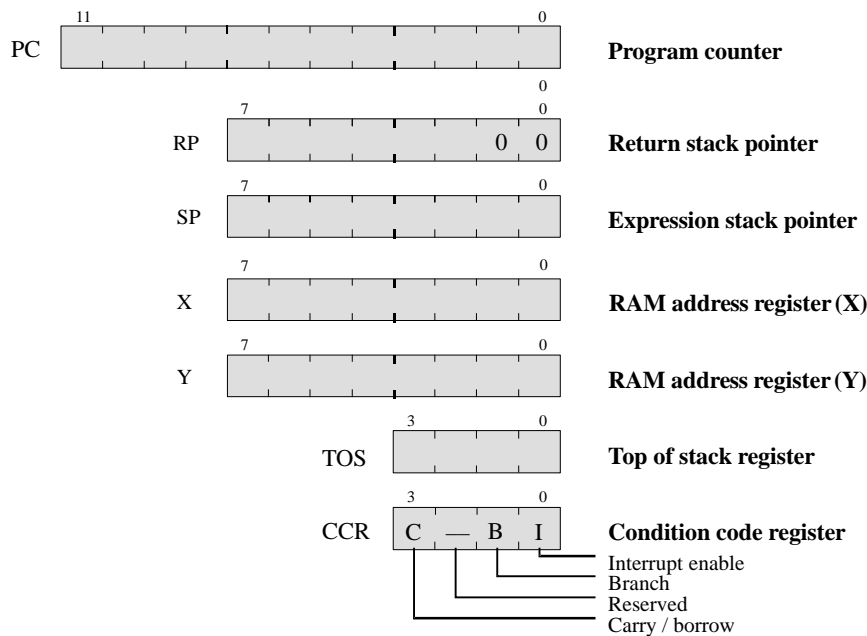 11 0
PC Program counter
0
7 0
RP 0 0 Return stack pointer
7 0
SP Expression stack pointer
7 0
X RAM address register (X)
7 0
Y RAM address register (Y)
3 0
TOS Top of stack register
3 0
CCR C — B I Condition code register
Interrupt enable
Branch
Reserved
Carry / borrow